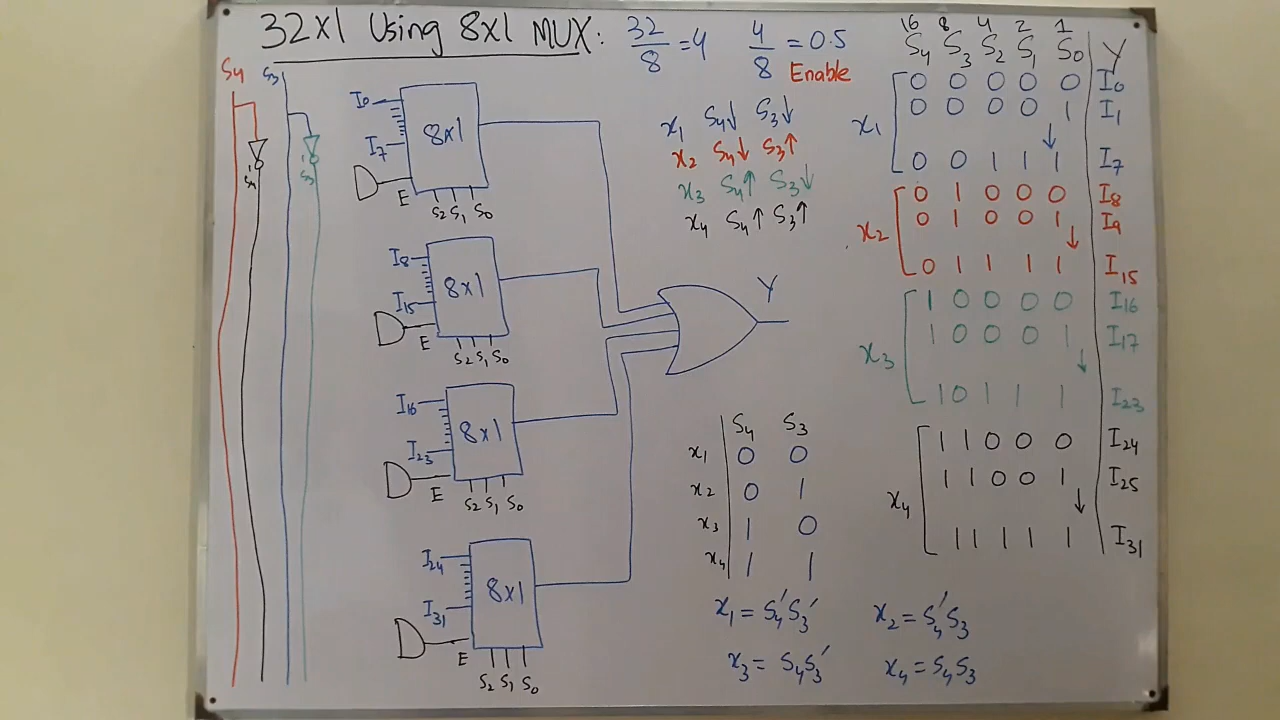 32x1 Using 8x1 MUX:
32/8 = 4
4/8 = 0.5
Enable
S4 S3
S4' S3'
I0
I7
8x1
E
S2 S1 S0
I8
I15
8x1
E
S2 S1 S0
I16
I23
8x1
E
S2 S1 S0
I24
I31
8x1
E
S2 S1 S0
Y
x1 S4↓ S3↓
x2 S4↓ S3↑
x3 S4↑ S3↓
x4 S4↑ S3↑
S4 S3
x1 0 0
x2 0 1
x3 1 0
x4 1 1
x1 = S4'S3'
x2 = S4'S3
x3 = S4S3'
x4 = S4S3
16 8 4 2 1
S4 S3 S2 S1 S0 Y
x1
0 0 0 0 0 I0
0 0 0 0 1 I1
↓
0 0 1 1 1 I7
x2
0 1 0 0 0 I8
0 1 0 0 1 I9
↓
0 1 1 1 1 I15
x3
1 0 0 0 0 I16
1 0 0 0 1 I17
↓
1 0 1 1 1 I23
x4
1 1 0 0 0 I24
1 1 0 0 1 I25
↓
1 1 1 1 1 I31